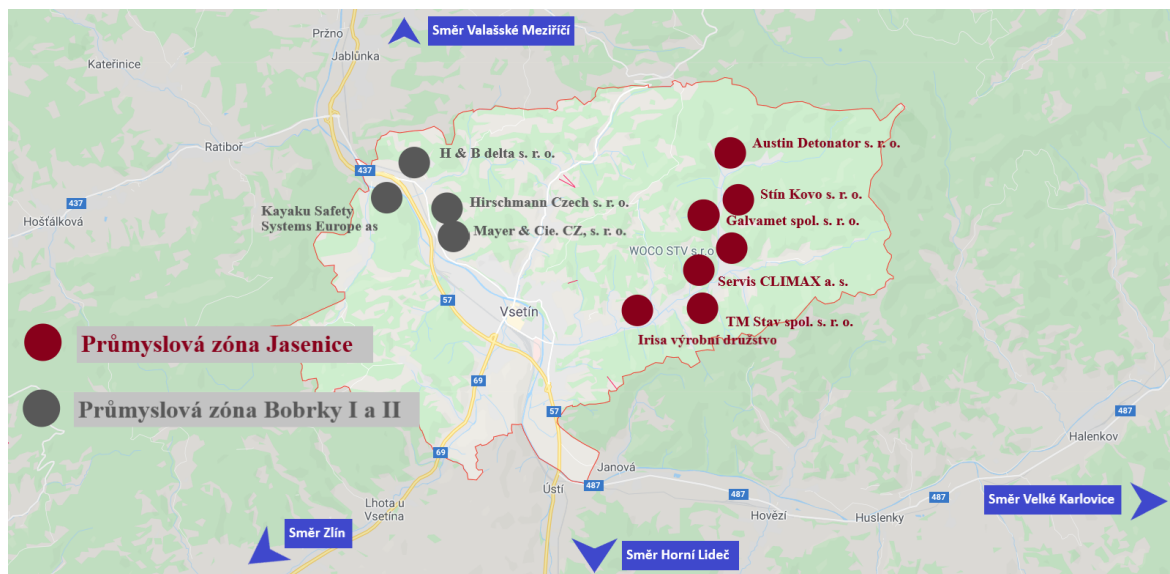 Směr Valašské Meziříčí
Pržno
Jablůnka
Kateřinice
Ratiboř
437
437
Hošťálková
H & B delta s. r. o.
Kayaku Safety
Systems Europe as
Hirschmann Czech s. r. o.
Mayer & Cie. CZ, s. r. o.
Austin Detonator s. r. o.
Stín Kovo s. r. o.
Galvamet spol. s. r. o.
WOCO STV s.r.o
Servis CLIMAX a. s.
TM Stav spol. s. r. o.
Irisa výrobní družstvo
57
Vsetín
Průmyslová zóna Jasenice
69
Průmyslová zóna Bobrky I a II
57
69
487
Halenkov
Janová
487
Ústí
487
487
Lhota u
Vsetína
Hovězí
Huslenky
Směr Velké Karlovice
Směr Zlín
Směr Horní Lideč